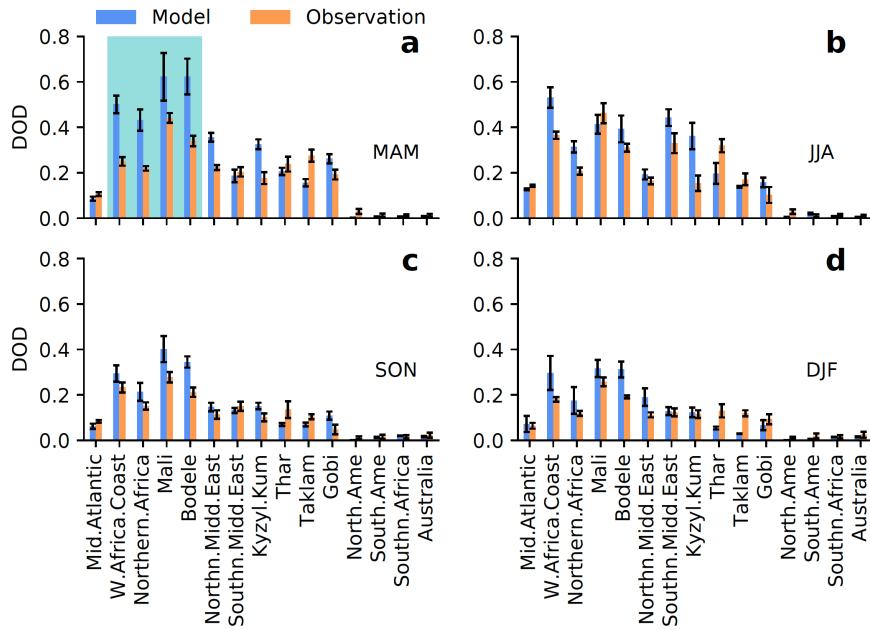 Model Observation
a
0.8
0.6
0.4
0.2
0.0
DOD
MAM
b
0.8
0.6
0.4
0.2
0.0
JJA
c
0.8
0.6
0.4
0.2
0.0
DOD
SON
d
0.8
0.6
0.4
0.2
0.0
DJF
Mid.Atlantic
W.Africa.Coast
Northern.Africa
Mali
Bodele
Northn.Midd.East
Southn.Midd.East
Kyzyl.Kum
Thar
Taklam
Gobi
North.Ame
South.Ame
Southn.Africa
Australia
Mid.Atlantic
W.Africa.Coast
Northern.Africa
Mali
Bodele
Northn.Midd.East
Southn.Midd.East
Kyzyl.Kum
Thar
Taklam
Gobi
North.Ame
South.Ame
Southn.Africa
Australia